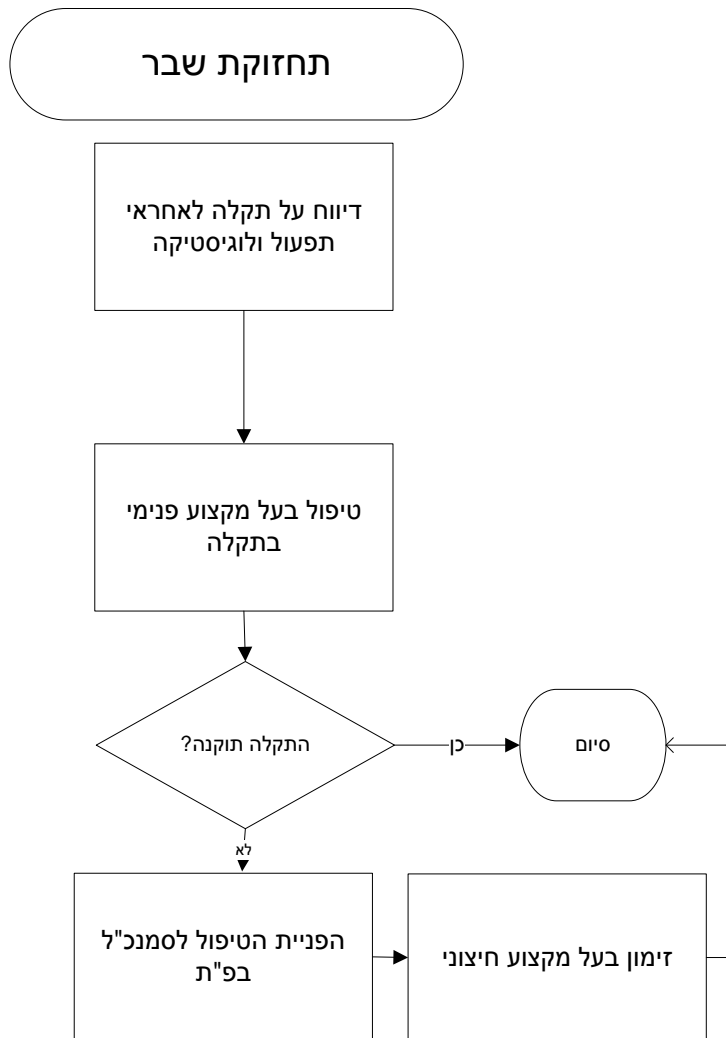 תחזוקת שבר
דיווח על תקלה לאחראי
תפעול ולוגיסטיקה
טיפול בעל מקצוע פנימי
בתקלה
התקלה תוקנה?
כן
סיום
לא
הפניית הטיפול לסמנכ"ל
בפ"ת
זימון בעל מקצוע חיצוני